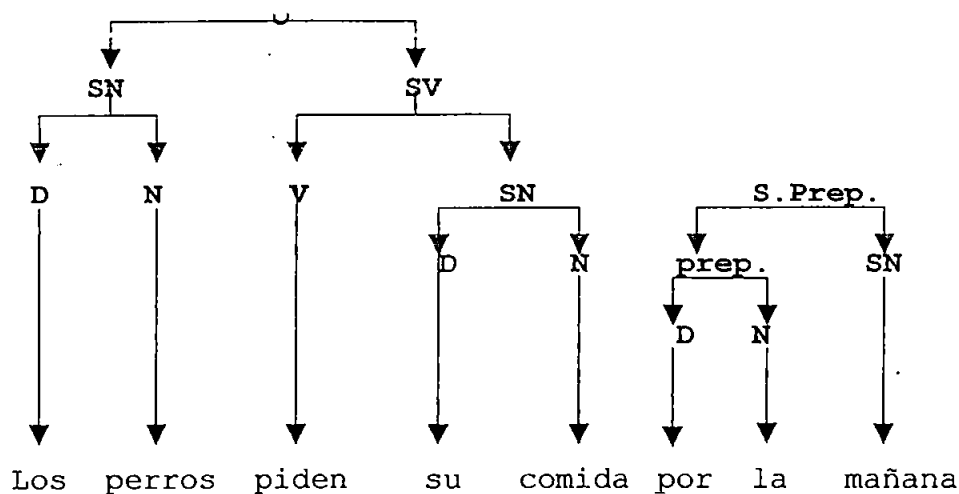 O
SN SV
D N V SN S.Prep.
D N prep. SN
D N
Los perros piden su comida por la mañana